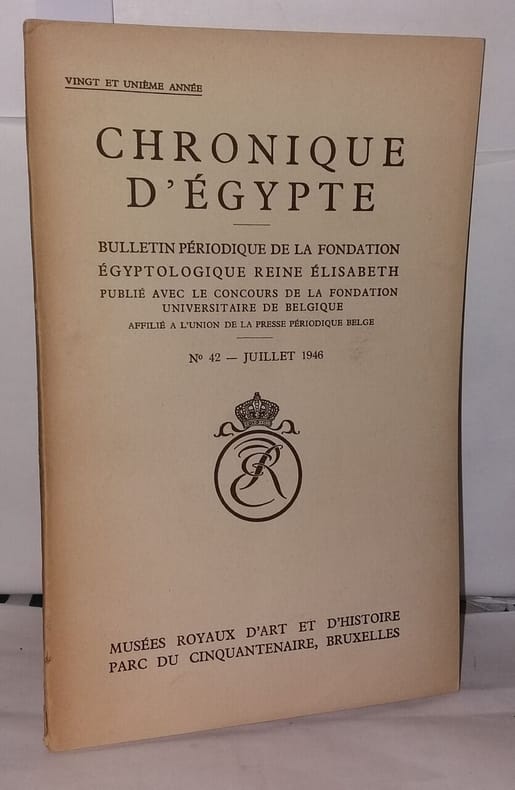 VINGT ET UNIÈME ANNÉE
CHRONIQUE
D'ÉGYPTE
BULLETIN PÉRIODIQUE DE LA FONDATION
ÉGYPTOLOGIQUE REINE ÉLISABETH
PUBLIÉ AVEC LE CONCOURS DE LA FONDATION
UNIVERSITAIRE DE BELGIQUE
AFFILIÉ A L'UNION DE LA PRESSE PÉRIODIQUE BELGE
Nº 42 — JUILLET 1946
MUSÉES ROYAUX D'ART ET D'HISTOIRE
PARC DU CINQUANTENAIRE, BRUXELLES